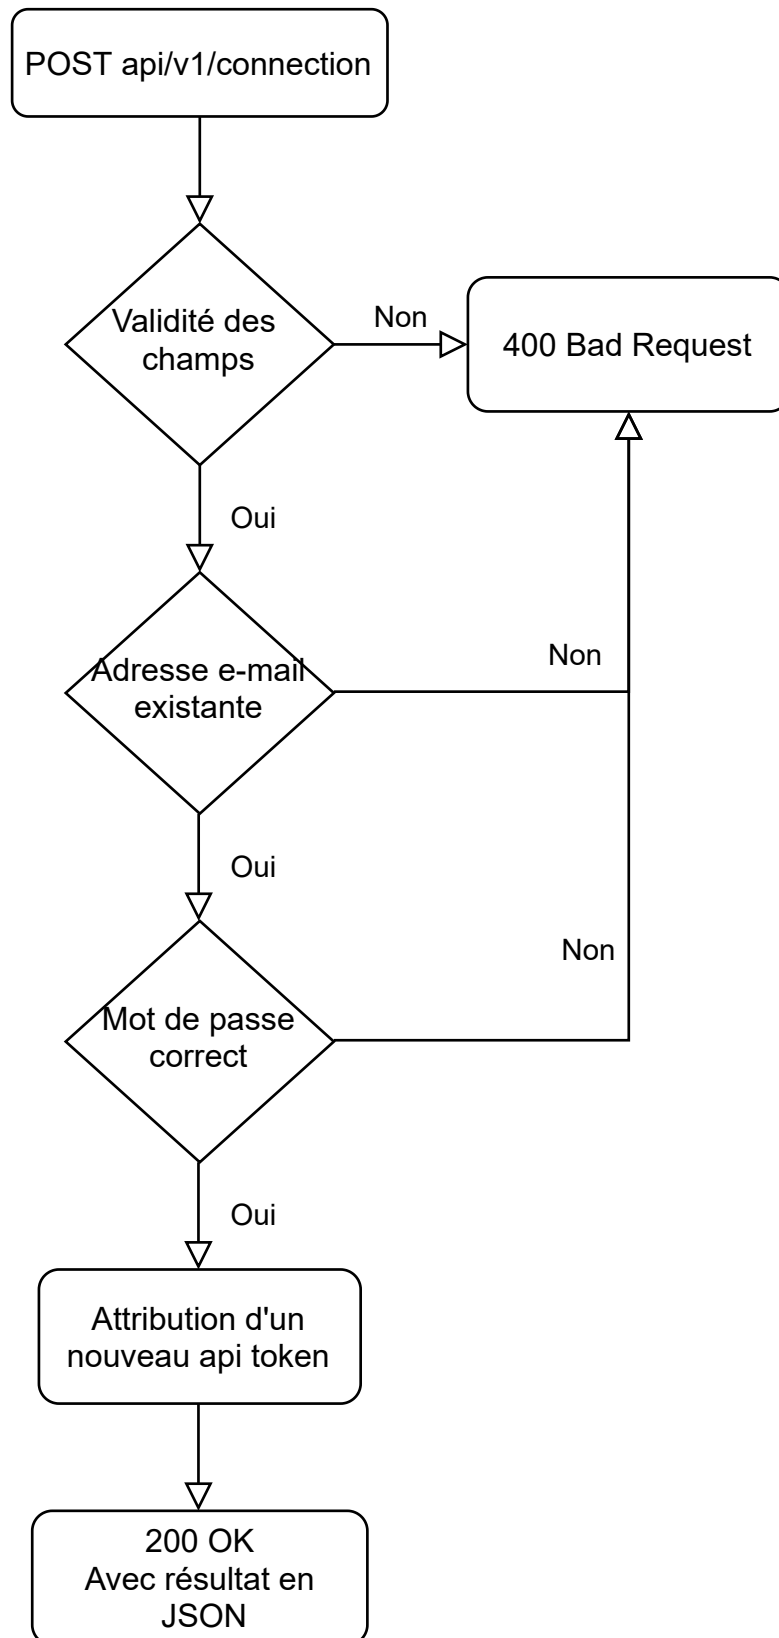 POST api/v1/connection
Validité des
champs
Non
400 Bad Request
Oui
Adresse e-mail
existante
Non
Oui
Mot de passe
correct
Non
Oui
Attribution d'un
nouveau api token
200 OK
Avec résultat en
JSON